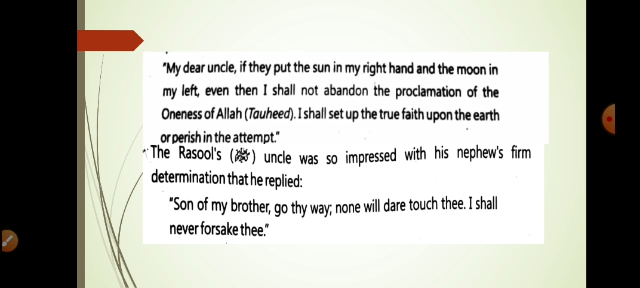 "My dear uncle, if they put the sun in my right hand and the moon in
my left, even then I shall not abandon the proclamation of the
Oneness of Allah (Tauheed). I shall set up the true faith upon the earth
or perish in the attempt."
The Rasool's (ﷺ) uncle was so impressed with his nephew's firm
determination that he replied:
"Son of my brother, go thy way; none will dare touch thee. I shall
never forsake thee."